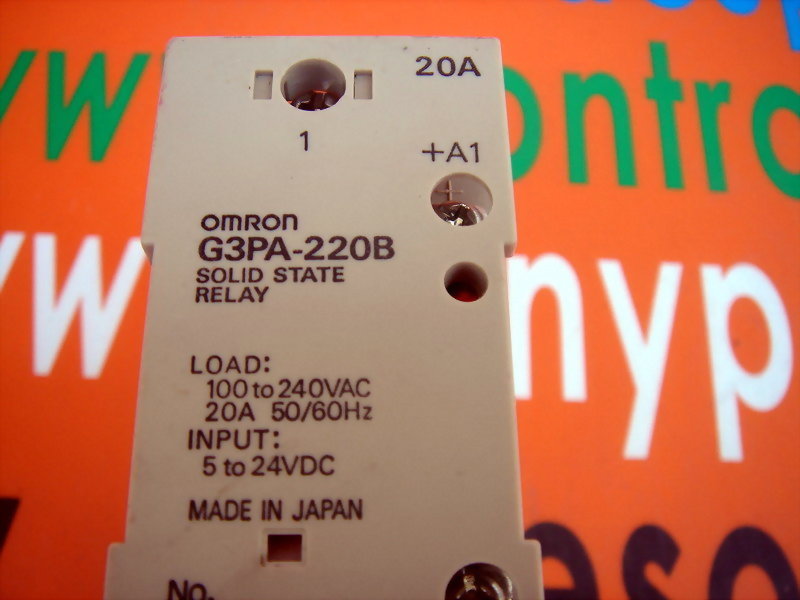 20A
1
+A1
omron
G3PA-220B
SOLID STATE
RELAY
LOAD:
100 to 240VAC
20A 50/60Hz
INPUT:
5 to 24VDC
MADE IN JAPAN
No.